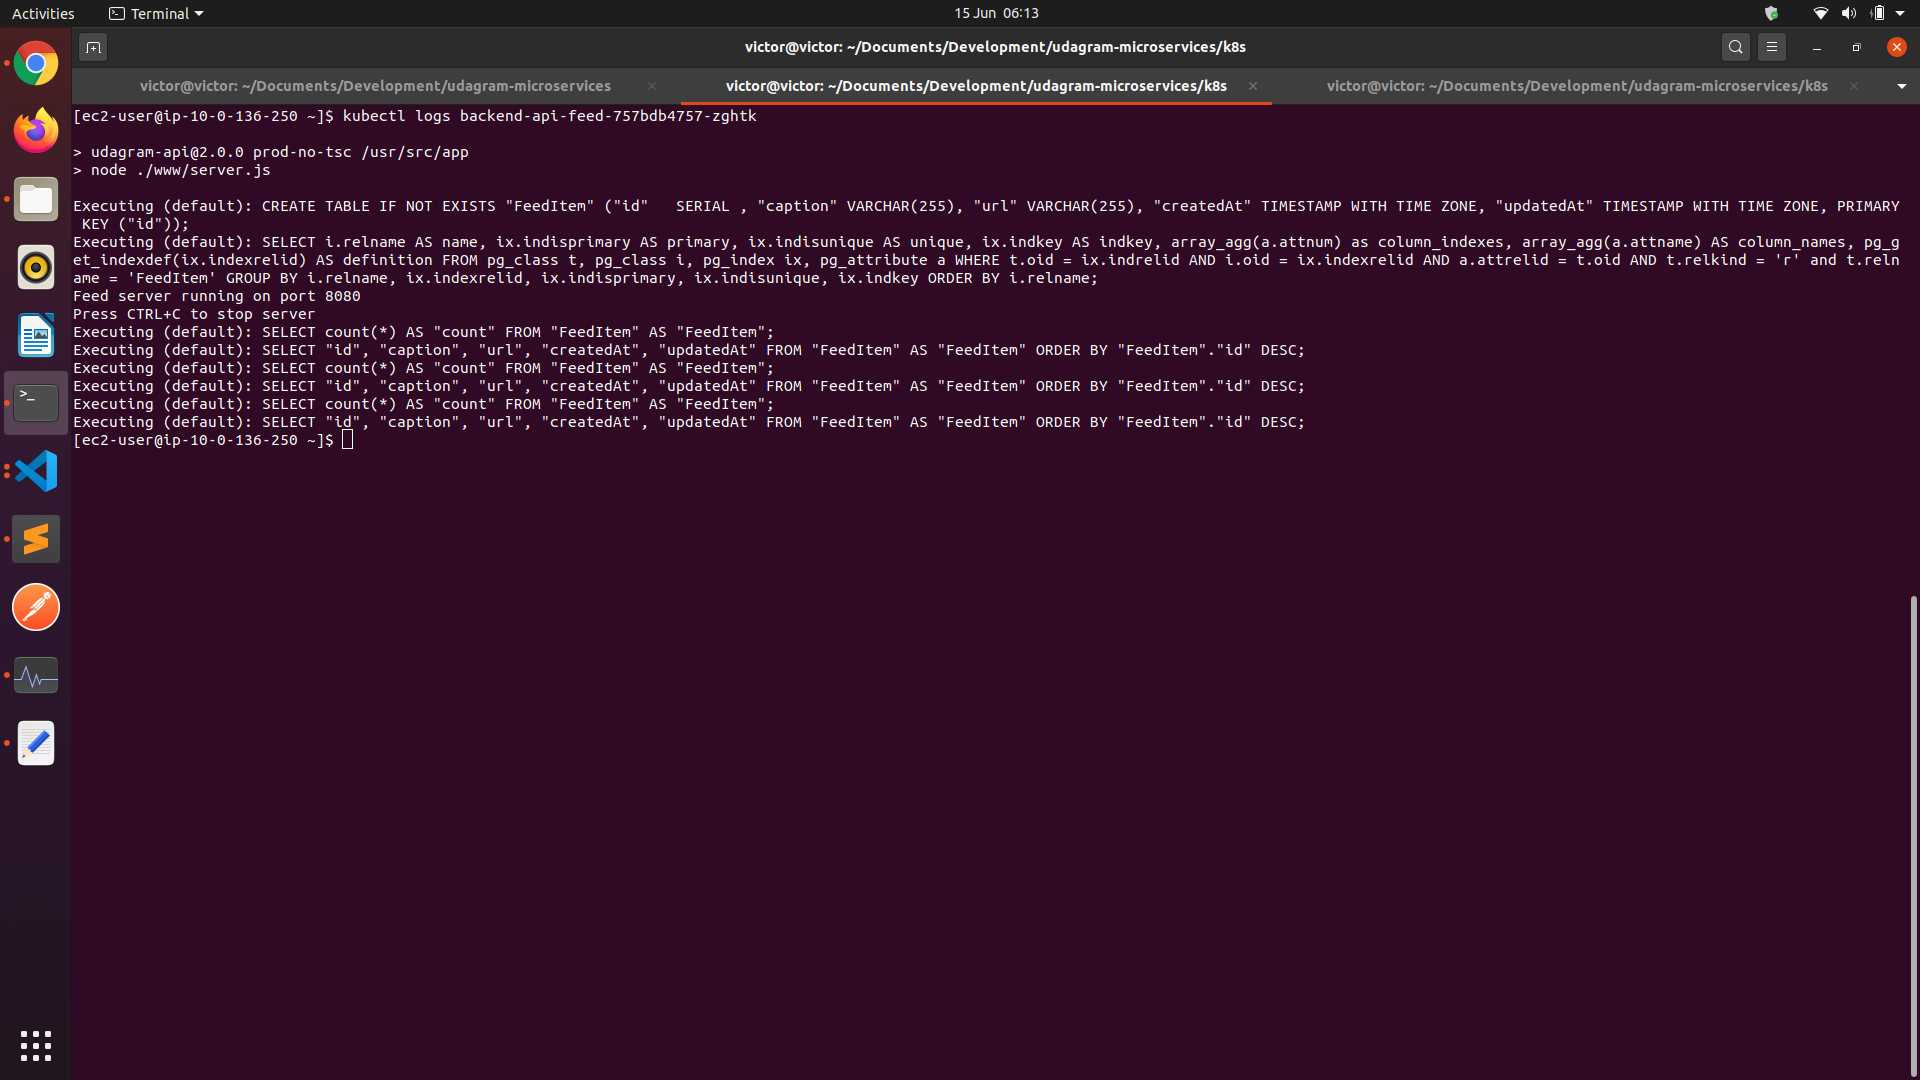 Activities
Terminal
15 Jun 06:13
victor@victor: ~/Documents/Development/udagram-microservices/k8s
victor@victor: ~/Documents/Development/udagram-microservices
victor@victor: ~/Documents/Development/udagram-microservices/k8s
victor@victor: ~/Documents/Development/udagram-microservices/k8s
[ec2-user@ip-10-0-136-250 ~]$ kubectl logs backend-api-feed-757bdb4757-zghtk
> udagram-api@2.0.0 prod-no-tsc /usr/src/app
> node ./www/server.js
Executing (default): CREATE TABLE IF NOT EXISTS "FeedItem" ("id"   SERIAL , "caption" VARCHAR(255), "url" VARCHAR(255), "createdAt" TIMESTAMP WITH TIME ZONE, "updatedAt" TIMESTAMP WITH TIME ZONE, PRIMARY
 KEY ("id"));
Executing (default): SELECT i.relname AS name, ix.indisprimary AS primary, ix.indisunique AS unique, ix.indkey AS indkey, array_agg(a.attnum) as column_indexes, array_agg(a.attname) AS column_names, pg_g
et_indexdef(ix.indexrelid) AS definition FROM pg_class t, pg_class i, pg_index ix, pg_attribute a WHERE t.oid = ix.indrelid AND i.oid = ix.indexrelid AND a.attrelid = t.oid AND t.relkind = 'r' and t.reln
ame = 'FeedItem' GROUP BY i.relname, ix.indexrelid, ix.indisprimary, ix.indisunique, ix.indkey ORDER BY i.relname;
Feed server running on port 8080
Press CTRL+C to stop server
Executing (default): SELECT count(*) AS "count" FROM "FeedItem" AS "FeedItem";
Executing (default): SELECT "id", "caption", "url", "createdAt", "updatedAt" FROM "FeedItem" AS "FeedItem" ORDER BY "FeedItem"."id" DESC;
Executing (default): SELECT count(*) AS "count" FROM "FeedItem" AS "FeedItem";
Executing (default): SELECT "id", "caption", "url", "createdAt", "updatedAt" FROM "FeedItem" AS "FeedItem" ORDER BY "FeedItem"."id" DESC;
Executing (default): SELECT count(*) AS "count" FROM "FeedItem" AS "FeedItem";
Executing (default): SELECT "id", "caption", "url", "createdAt", "updatedAt" FROM "FeedItem" AS "FeedItem" ORDER BY "FeedItem"."id" DESC;
[ec2-user@ip-10-0-136-250 ~]$